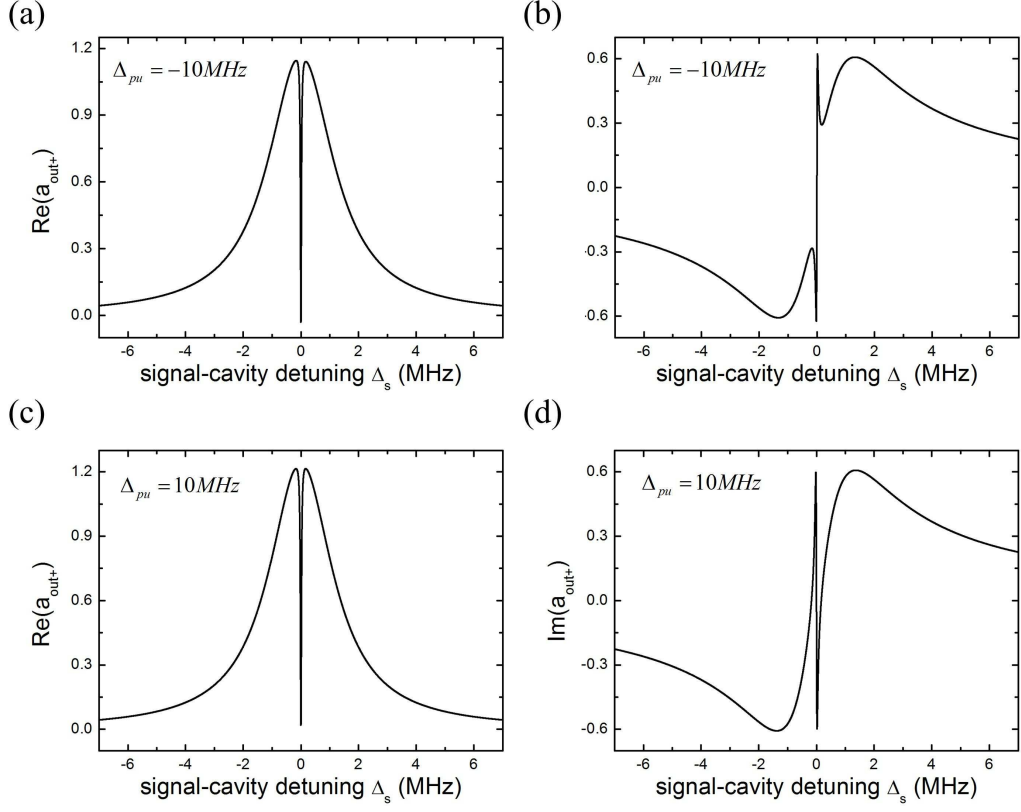 (a)
1.2
0.9
0.6
0.3
0.0
Δpu = −10MHz
Re(aout+)
-6 -4 -2 0 2 4 6
signal-cavity detuning Δs (MHz)
(b)
0.6
0.3
0.0
-0.3
-0.6
Δpu = −10MHz
-6 -4 -2 0 2 4 6
signal-cavity detuning Δs (MHz)
(c)
1.2
0.9
0.6
0.3
0.0
Δpu = 10MHz
Re(aout+)
-6 -4 -2 0 2 4 6
signal-cavity detuning Δs (MHz)
(d)
0.6
0.3
0.0
-0.3
-0.6
Δpu = 10MHz
Im(aout+)
-6 -4 -2 0 2 4 6
signal-cavity detuning Δs (MHz)